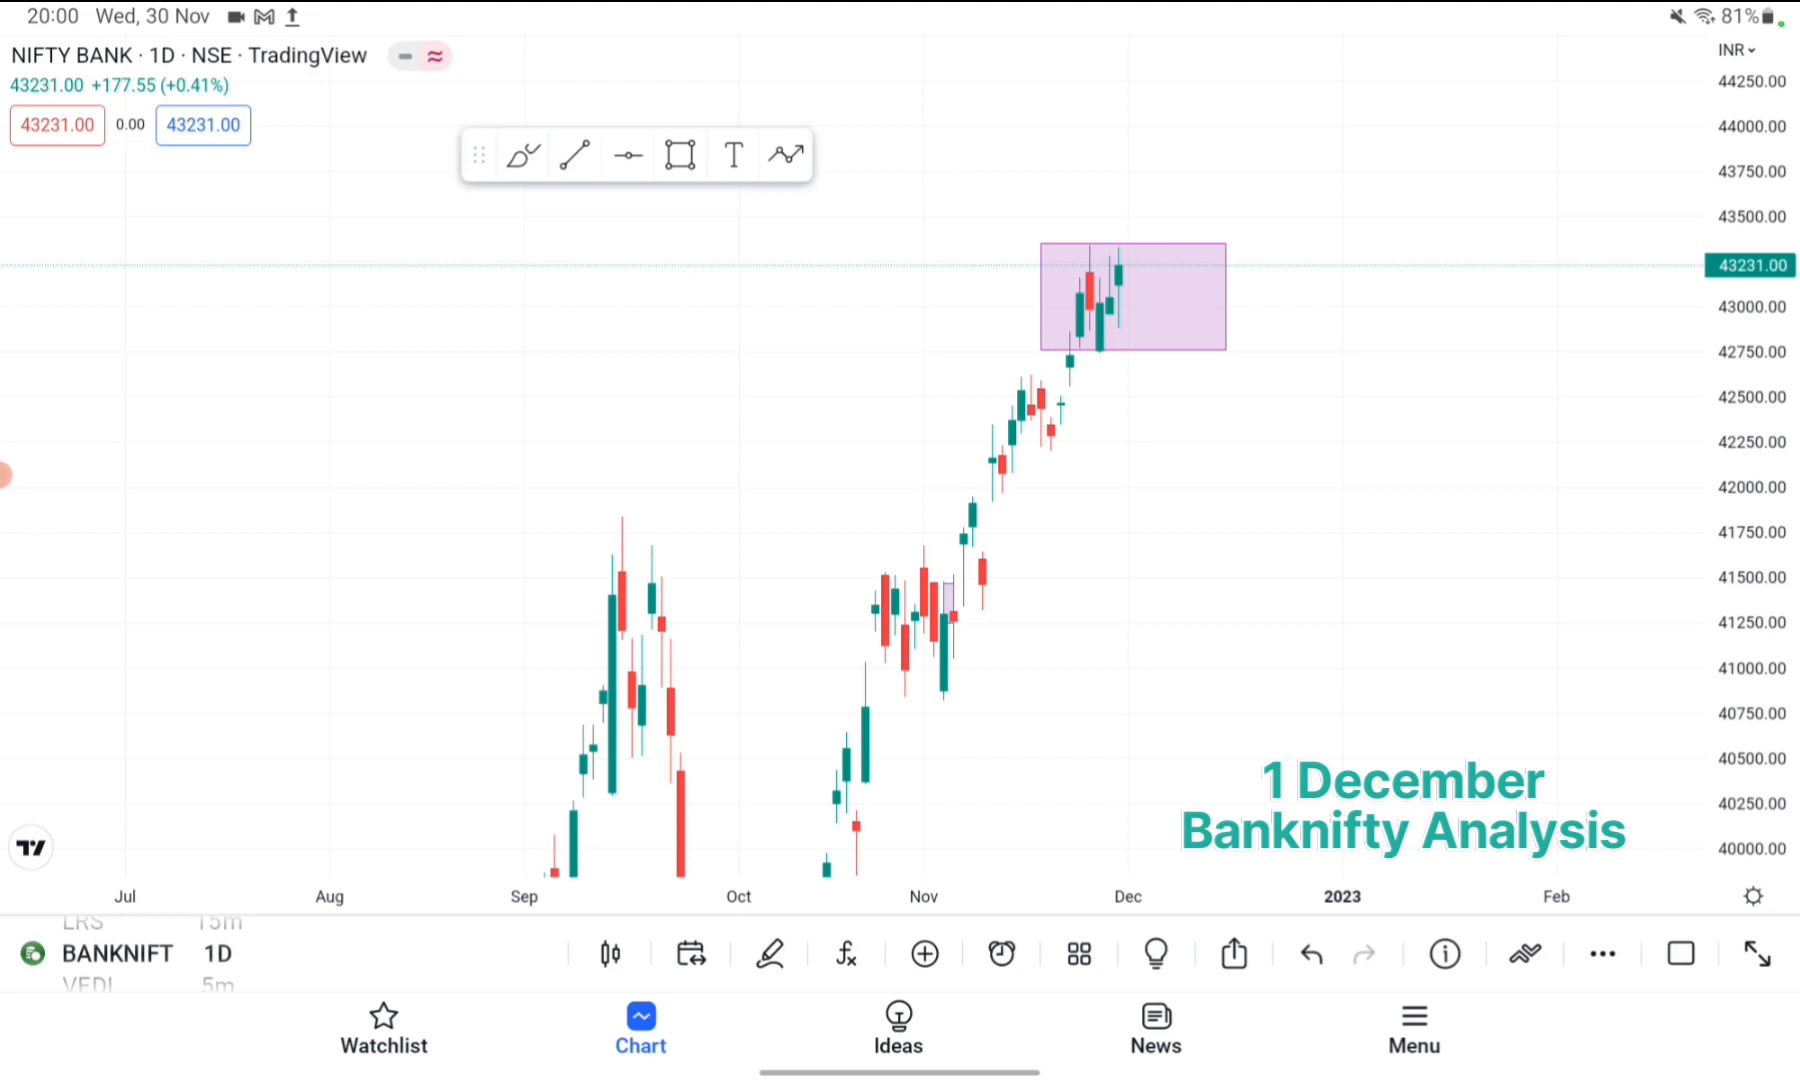 20:00 Wed, 30 Nov
81%
NIFTY BANK · 1D · NSE · TradingView
INR
43231.00 +177.55 (+0.41%)
43231.00 0.00 43231.00
44250.00
44000.00
43750.00
43500.00
43231.00
43000.00
42750.00
42500.00
42250.00
42000.00
41750.00
41500.00
41250.00
41000.00
40750.00
40500.00
40250.00
40000.00
1 December
Banknifty Analysis
Jul Aug Sep Oct Nov Dec 2023 Feb
LRS 15m
BANKNIFT 1D
VEDL 5m
Watchlist Chart Ideas News Menu